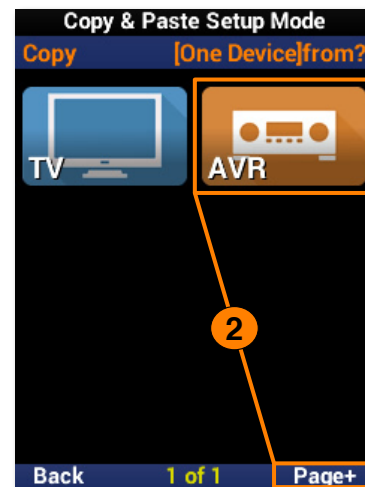 Copy & Paste Setup Mode
Copy [One Device]from?
TV AVR
2
Back 1 of 1 Page+